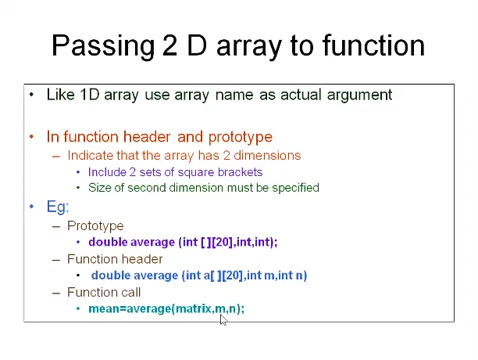 Passing 2 D array to function
• Like 1D array use array name as actual argument
• In function header and prototype
– Indicate that the array has 2 dimensions
• Include 2 sets of square brackets
• Size of second dimension must be specified
• Eg:
– Prototype
• double average (int [ ][20],int,int);
– Function header
• double average (int a[ ][20],int m,int n)
– Function call
• mean=average(matrix,m,n);